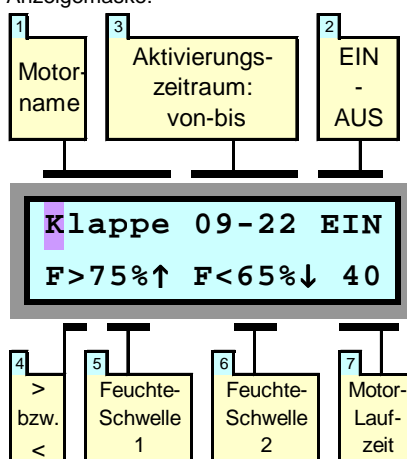 Anzeigemaske:
1
Motor-
name
3
Aktivierungs-
zeitraum:
von-bis
2
EIN
-
AUS
Klappe 09-22 EIN
F>75%↑ F<65%↓ 40
4
>
bzw.
<
5
Feuchte-
Schwelle
1
6
Feuchte-
Schwelle
2
7
Motor-
Lauf-
zeit